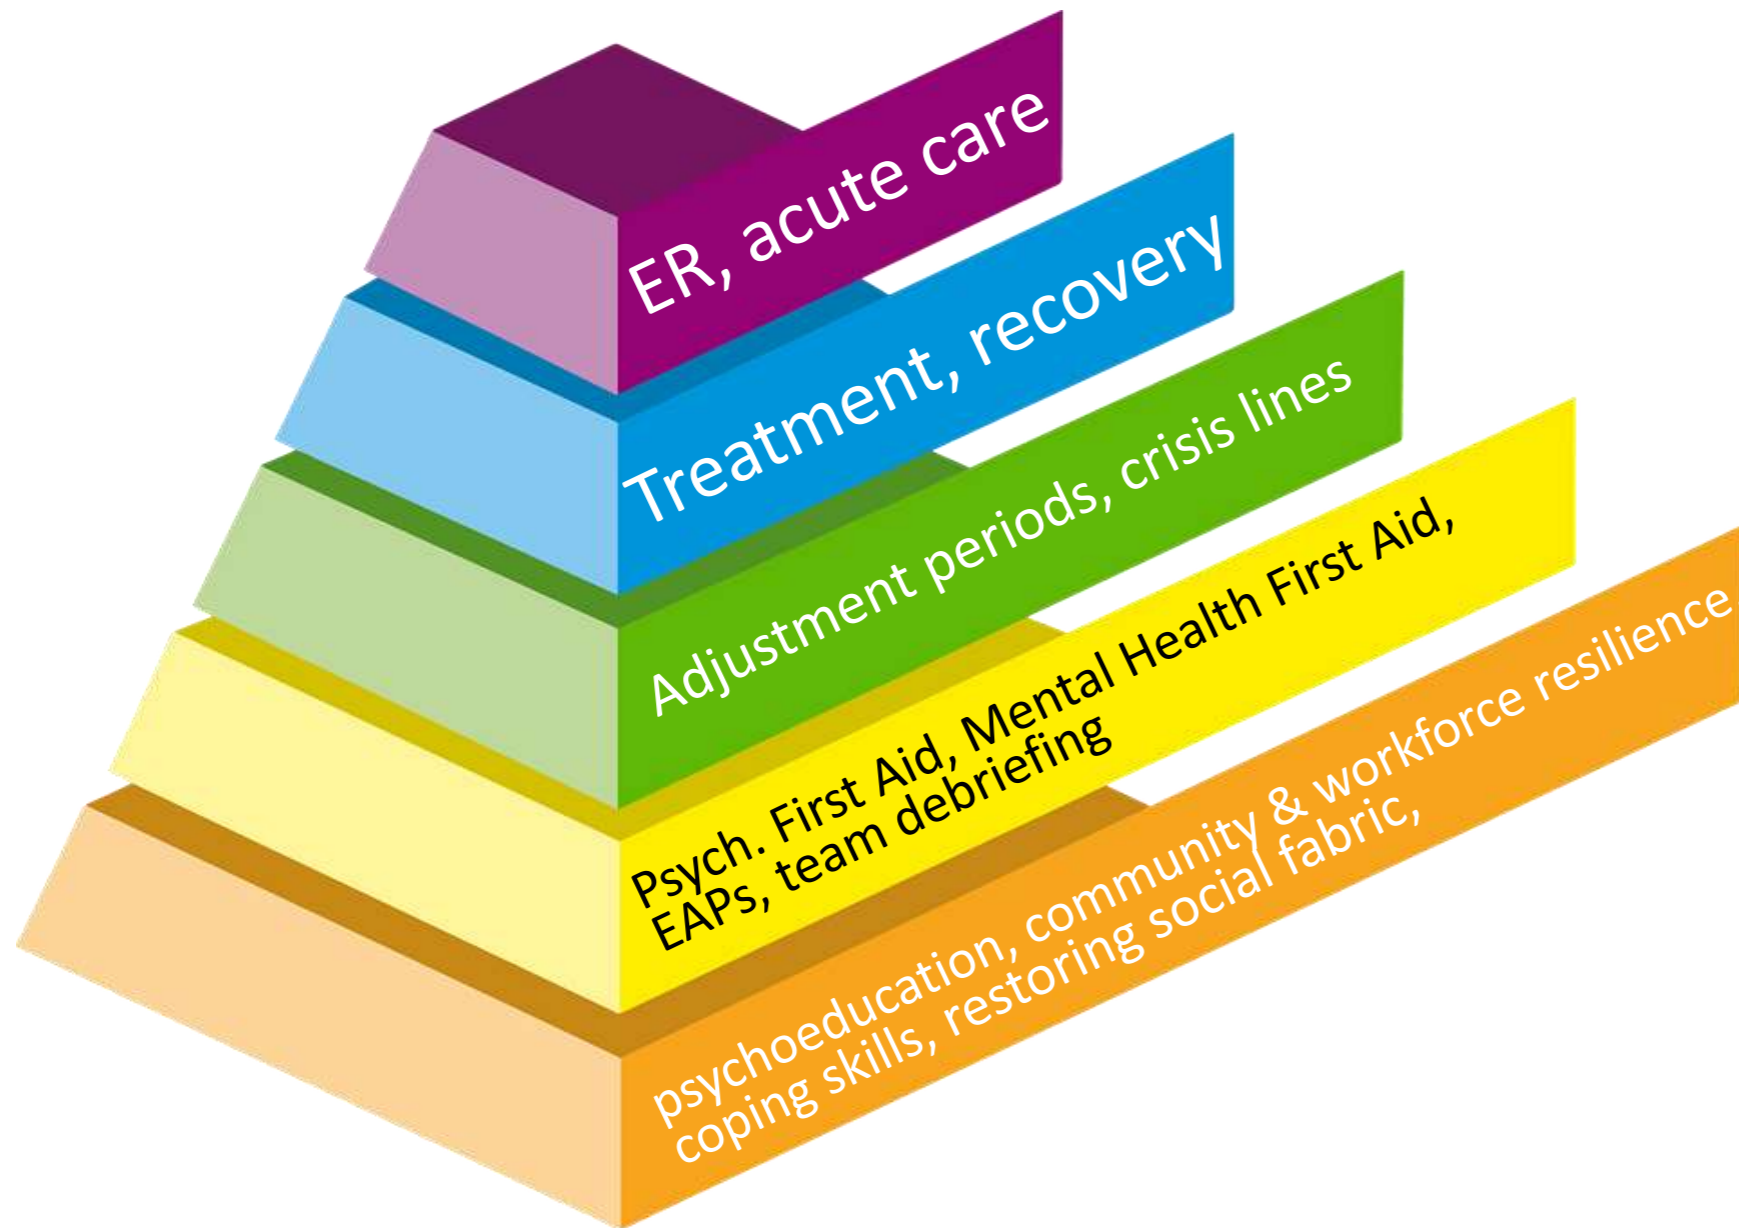 ER, acute care
Treatment, recovery
Adjustment periods, crisis lines
Psych. First Aid, Mental Health First Aid,
EAPs, team debriefing
psychoeducation, community & workforce resilience
coping skills, restoring social fabric,